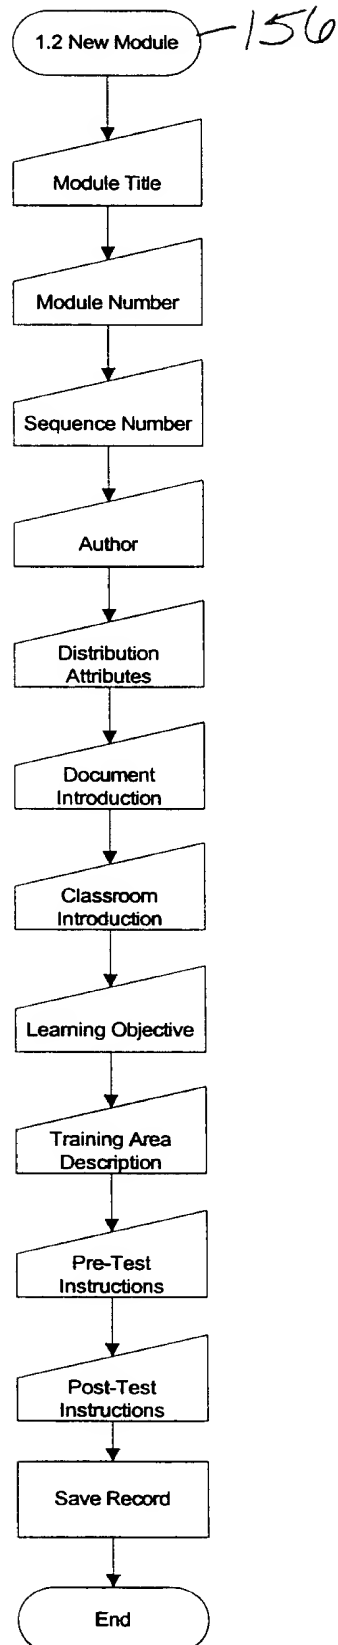 1.2 New Module
156
Module Title
Module Number
Sequence Number
Author
Distribution
Attributes
Document
Introduction
Classroom
Introduction
Learning Objective
Training Area
Description
Pre-Test
Instructions
Post-Test
Instructions
Save Record
End